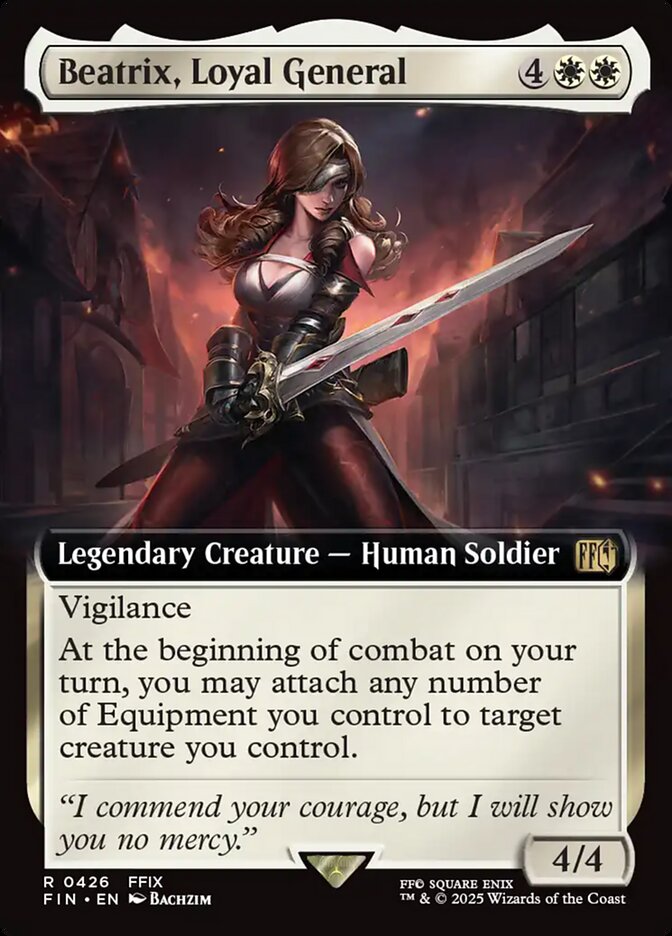 Beatrix, Loyal General 4
Legendary Creature — Human Soldier FF
Vigilance
At the beginning of combat on your
turn, you may attach any number
of Equipment you control to target
creature you control.
“I commend your courage, but I will show
you no mercy.”
4/4
R 0426 FFIX
FIN • EN Bachzim
FF© SQUARE ENIX
™ & © 2025 Wizards of the Coast